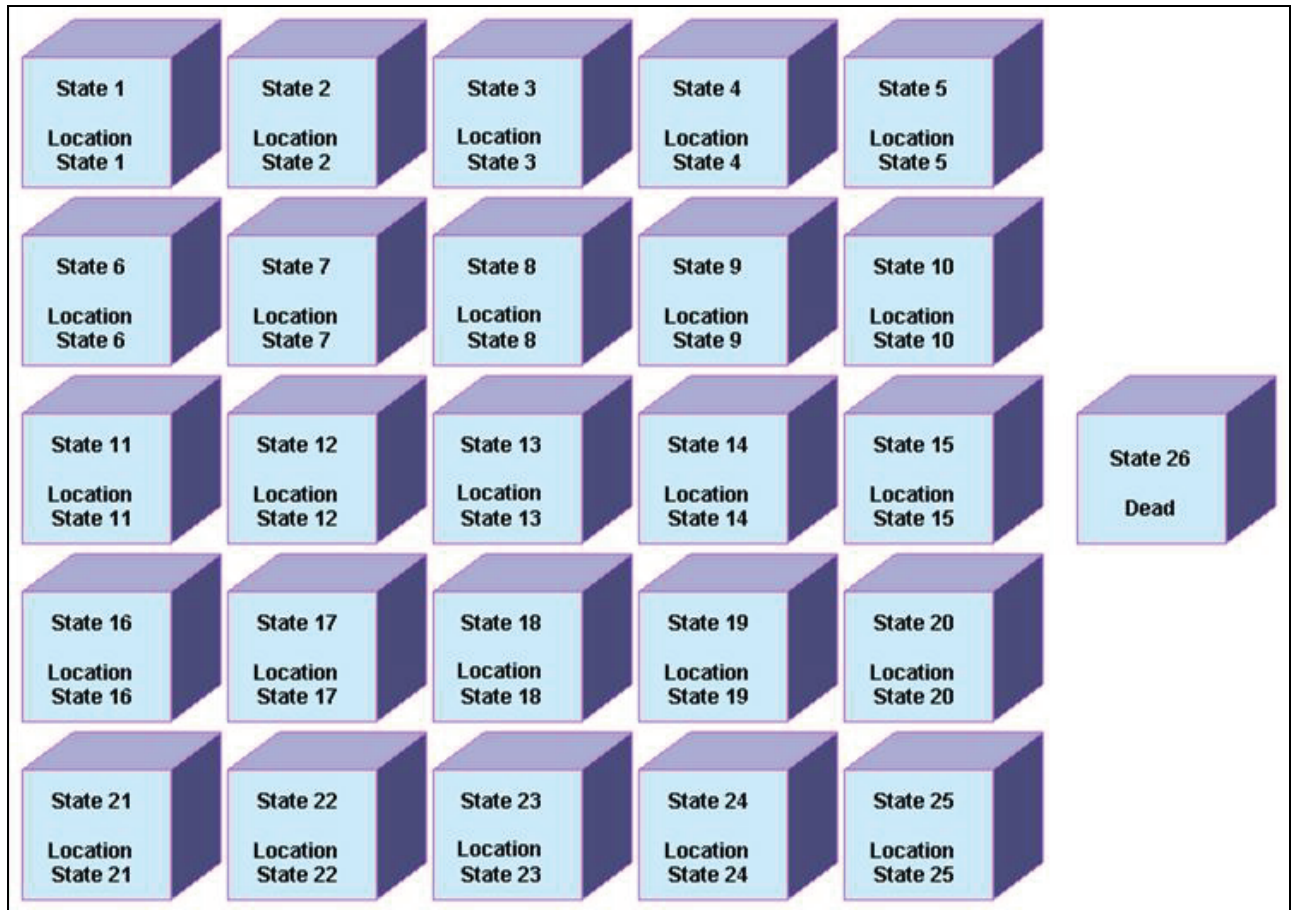 State 1
Location
State 1
State 2
Location
State 2
State 3
Location
State 3
State 4
Location
State 4
State 5
Location
State 5
State 6
Location
State 6
State 7
Location
State 7
State 8
Location
State 8
State 9
Location
State 9
State 10
Location
State 10
State 11
Location
State 11
State 12
Location
State 12
State 13
Location
State 13
State 14
Location
State 14
State 15
Location
State 15
State 26
Dead
State 16
Location
State 16
State 17
Location
State 17
State 18
Location
State 18
State 19
Location
State 19
State 20
Location
State 20
State 21
Location
State 21
State 22
Location
State 22
State 23
Location
State 23
State 24
Location
State 24
State 25
Location
State 25